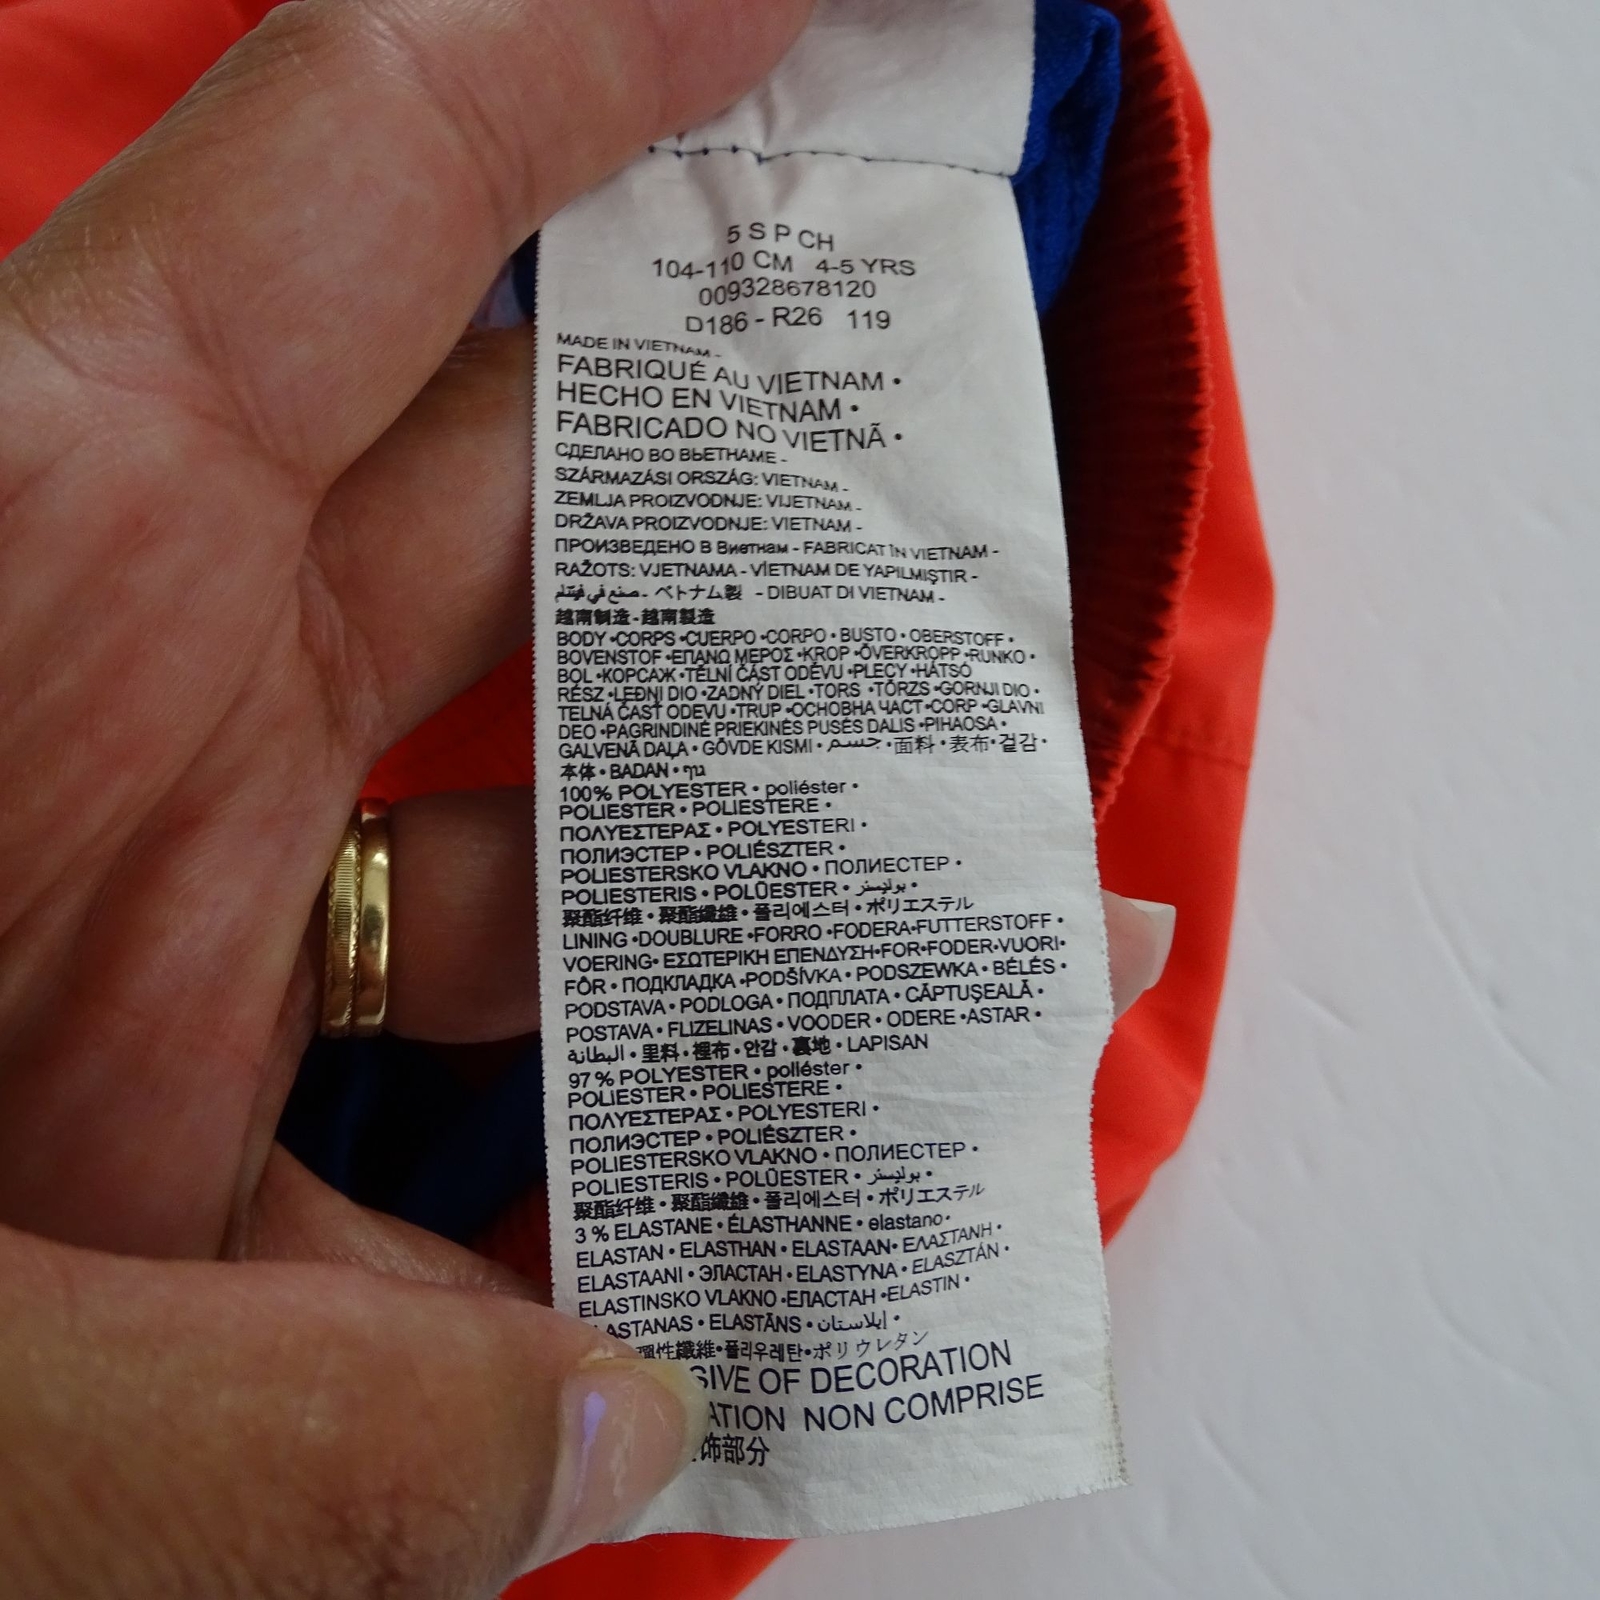 5 S P CH
104-110 CM 4-5 YRS
009328678120
D186 - R26 119
MADE IN VIETNAM -
FABRIQUÉ AU VIETNAM •
HECHO EN VIETNAM •
FABRICADO NO VIETNÃ •
СДЕЛАНО ВО ВЬЕТНАМЕ -
SZÁRMAZÁSI ORSZÁG: VIETNAM -
ZEMLJA PROIZVODNJE: VIJETNAM -
DRŽAVA PROIZVODNJE: VIETNAM -
ПРОИЗВЕДЕНО В Виетнам - FABRICAT ÎN VIETNAM -
RAŽOTS: VJETNAMA - VİETNAM DE YAPILMIŞTIR -
صنع في فيتنام - ベトナム製 - DIBUAT DI VIETNAM -
越南制造 - 越南製造
BODY •CORPS •CUERPO •CORPO • BUSTO • OBERSTOFF •
BOVENSTOF •ΕΠΑΝΩ ΜΕΡΟΣ •KROP •ÖVERKROPP •RUNKO •
BOL •КОРСАЖ •TĚLNÍ ČÁST ODĚVU •PLECY •HÁTSÓ
RÉSZ •LEĐNI DIO •ZADNÝ DIEL •TORS •TÖRZS •GORNJI DIO •
TELNÁ ČASŤ ODEVU •TRUP •ОСНОВНА ЧАСТ •CORP •GLAVNI
DEO •PAGRINDINĖ PRIEKINĖS PUSĖS DALIS •PIHAOSA •
GALVENĀ DAĻA • GÖVDE KISMI • جسم • 面料 • 表布 • 겉감 •
本体 • BADAN • גוף
100% POLYESTER • poliéster •
POLIESTER • POLIESTERE •
ΠΟΛΥΕΣΤΕΡΑΣ • POLYESTERI •
ПОЛИЭСТЕР • POLIÉSZTER •
POLIESTERSKO VLAKNO • ПОЛИЕСТЕР •
POLIESTERIS • POLÜESTER • بوليستر •
聚酯纤维 • 聚酯纖維 • 폴리에스터 • ポリエステル
LINING •DOUBLURE •FORRO •FODERA•FUTTERSTOFF •
VOERING• ΕΣΩΤΕΡΙΚΗ ΕΠΕΝΔΥΣΗ•FOR•FODER•VUORI•
FÔR • ПОДКЛАДКА •PODŠÍVKA • PODSZEWKA • BÉLÉS •
PODSTAVA • PODLOGA • ПОДПЛАТА • CĂPTUŞEALĂ •
POSTAVA • FLIZELINAS • VOODER • ODERE •ASTAR •
البطانة • 里料 • 裡布 • 안감 • 裏地 • LAPISAN
97 % POLYESTER • poliéster •
POLIESTER • POLIESTERE •
ΠΟΛΥΕΣΤΕΡΑΣ • POLYESTERI •
ПОЛИЭСТЕР • POLIÉSZTER •
POLIESTERSKO VLAKNO • ПОЛИЕСТЕР •
POLIESTERIS • POLÜESTER • بوليستر •
聚酯纤维 • 聚酯纖維 • 폴리에스터 • ポリエステル
3 % ELASTANE • ÉLASTHANNE • elastano•
ELASTAN • ELASTHAN • ELASTAAN• ΕΛΑΣΤΑΝΗ •
ELASTAANI • ЭЛАСТАН • ELASTYNA • ELASZTÁN •
ELASTINSKO VLAKNO •ЕЛАСТАН •ELASTIN •
LASTANAS • ELASTĀNS • إيلاستان •
彈性纖維•폴리우레탄•ポリウレタン
SIVE OF DECORATION
ATION NON COMPRISE
饰部分